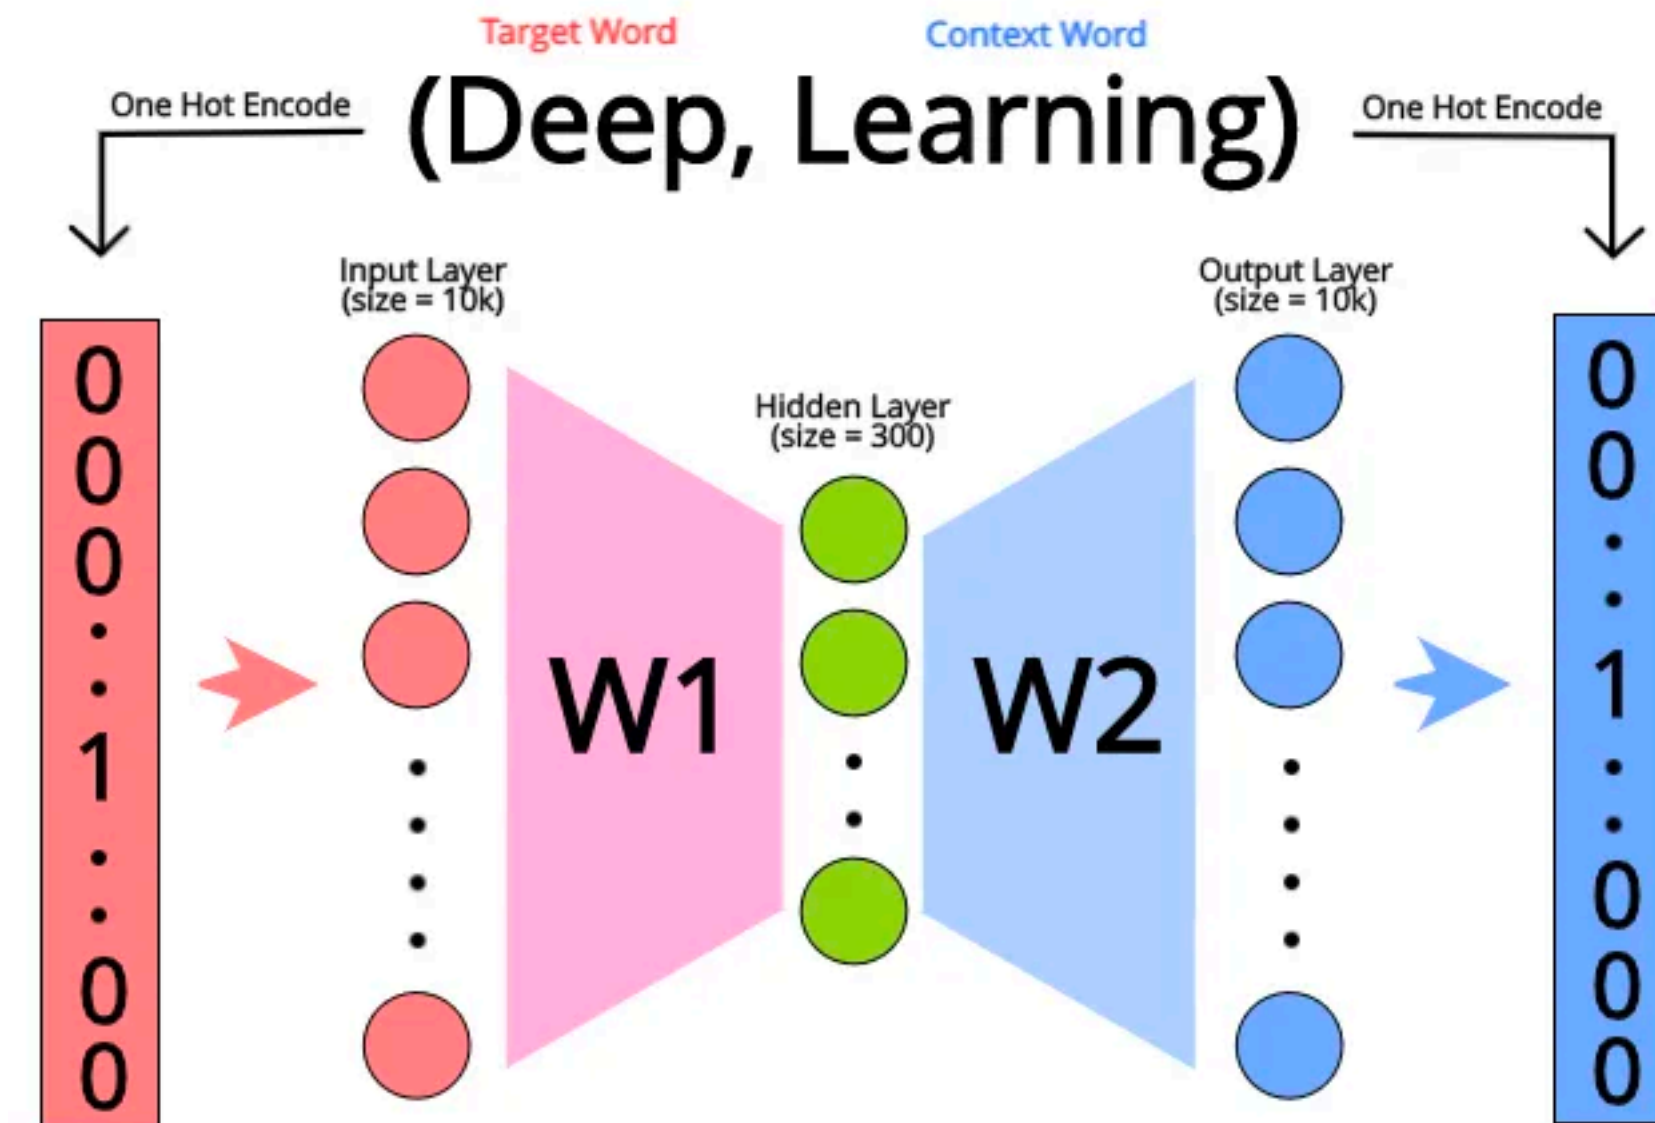 Target Word
Context Word
One Hot Encode
(Deep, Learning)
One Hot Encode
Input Layer
(size = 10k)
Output Layer
(size = 10k)
Hidden Layer
(size = 300)
0
0
0
.
.
1
.
.
0
0
W1
W2
0
0
.
.
1
.
.
0
0
0